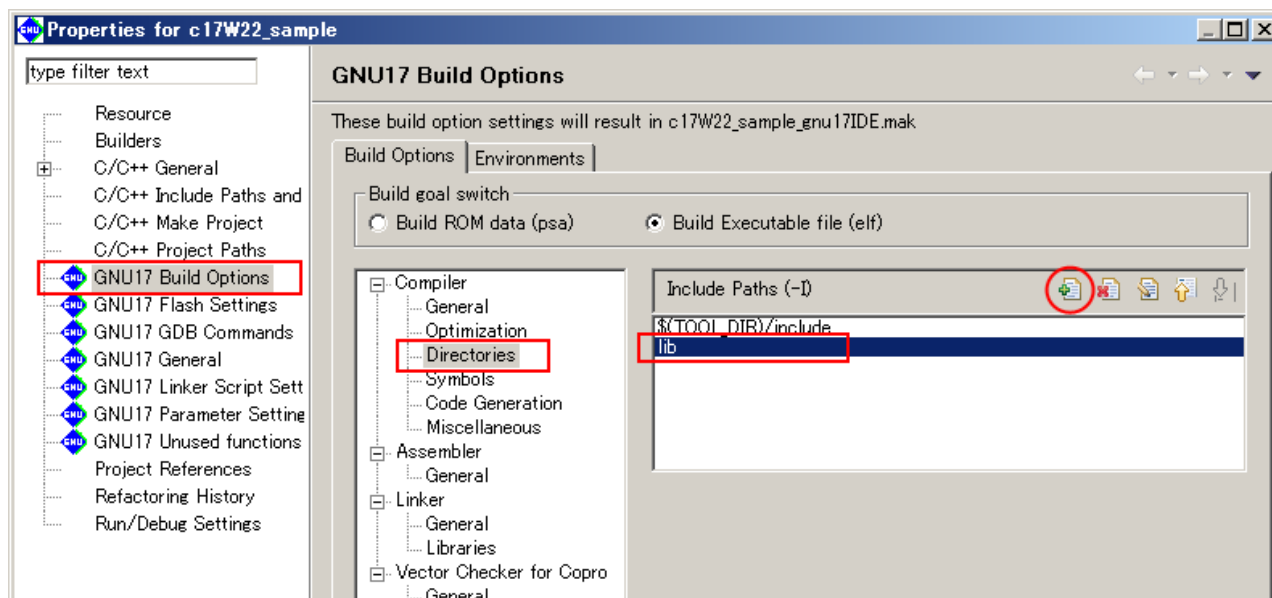 Properties for c17W22_sample
type filter text
Resource
Builders
C/C++ General
C/C++ Include Paths and
C/C++ Make Project
C/C++ Project Paths
GNU17 Build Options
GNU17 Flash Settings
GNU17 GDB Commands
GNU17 General
GNU17 Linker Script Sett
GNU17 Parameter Setting
GNU17 Unused functions
Project References
Refactoring History
Run/Debug Settings
GNU17 Build Options
These build option settings will result in c17W22_sample_gnu17IDE.mak
Build Options Environments
Build goal switch
Build ROM data (psa) Build Executable file (elf)
Compiler
General
Optimization
Directories
Symbols
Code Generation
Miscellaneous
Assembler
General
Linker
General
Libraries
Vector Checker for Copro
General
Include Paths (-I)
$(TOOL_DIR)/include
lib